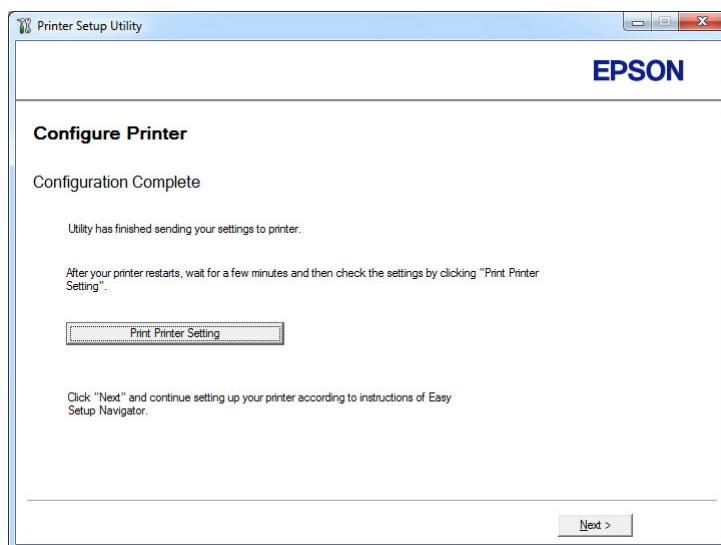 Printer Setup Utility
EPSON
Configure Printer
Configuration Complete
Utility has finished sending your settings to printer.
After your printer restarts, wait for a few minutes and then check the settings by clicking "Print Printer
Setting".
Print Printer Setting
Click "Next" and continue setting up your printer according to instructions of Easy
Setup Navigator.
Next >